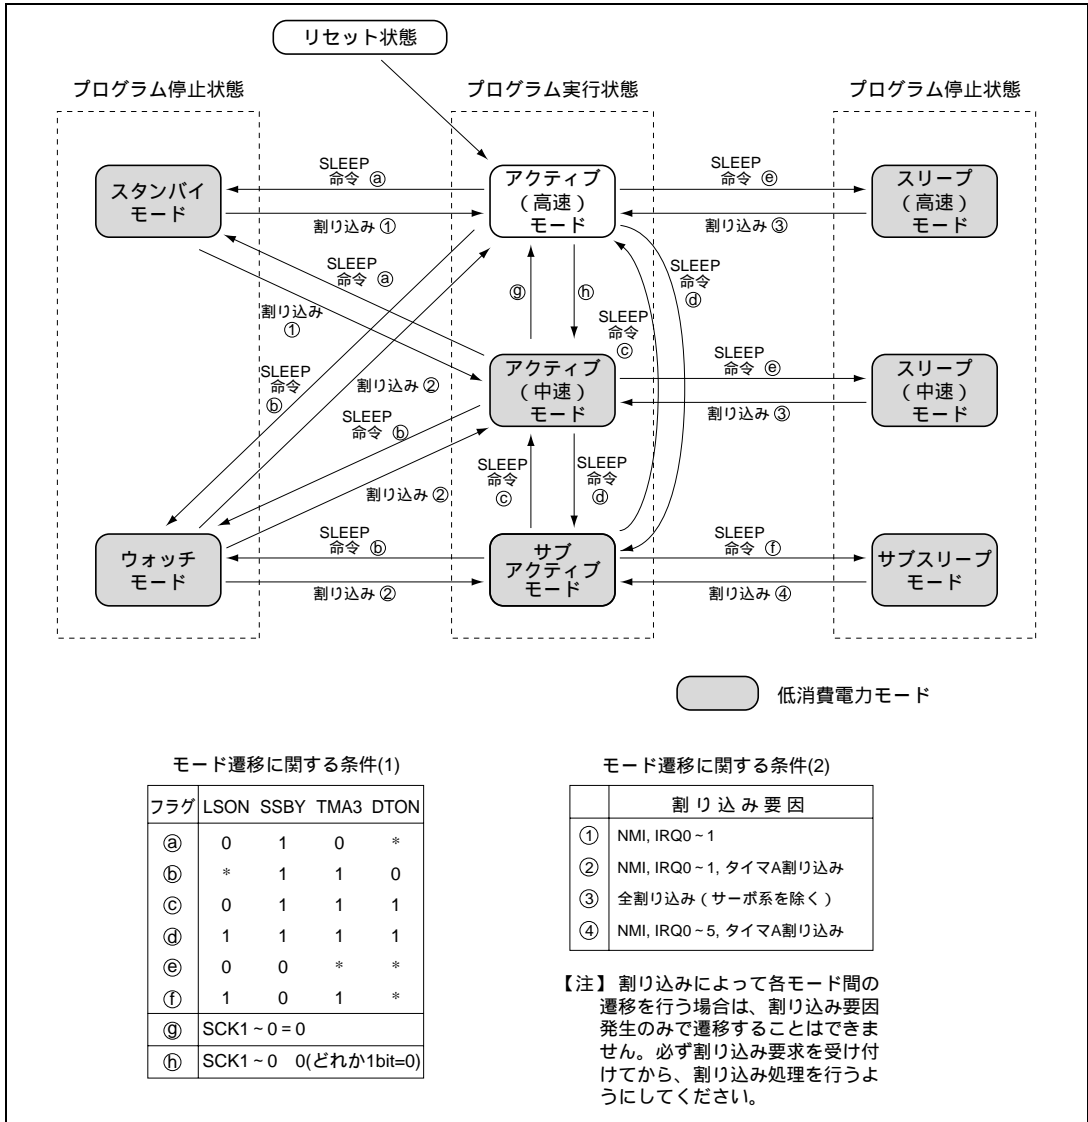 リセット状態
プログラム停止状態
プログラム実行状態
プログラム停止状態
SLEEP
命令 ⓐ
スタンバイ
モード
割り込み ①
アクティブ
(高速)
モード
SLEEP
命令 ⓔ
割り込み ③
スリープ
(高速)
モード
SLEEP
命令 ⓐ
割り込み
①
ⓖ
ⓗ
SLEEP
命令
ⓓ
SLEEP
命令
ⓒ
SLEEP
命令
ⓑ
割り込み ②
アクティブ
(中速)
モード
SLEEP
命令 ⓔ
割り込み ③
スリープ
(中速)
モード
SLEEP
命令 ⓑ
割り込み ②
SLEEP
命令
ⓒ
SLEEP
命令
ⓓ
ウォッチ
モード
SLEEP
命令 ⓑ
割り込み ②
サブ
アクティブ
モード
SLEEP
命令 ⓕ
割り込み ④
サブスリープ
モード
低消費電力モード
モード遷移に関する条件(1)
フラグ LSON SSBY TMA3 DTON
ⓐ 0 1 0 *
ⓑ * 1 1 0
ⓒ 0 1 1 1
ⓓ 1 1 1 1
ⓔ 0 0 * *
ⓕ 1 0 1 *
ⓖ SCK1~0=0
ⓗ SCK1~0 0(どれか1bit=0)
モード遷移に関する条件(2)
割り込み要因
① NMI, IRQ0~1
② NMI, IRQ0~1, タイマA割り込み
③ 全割り込み(サーボ系を除く)
④ NMI, IRQ0~5, タイマA割り込み
【注】 割り込みによって各モード間の
遷移を行う場合は、割り込み要因
発生のみで遷移することはできま
せん。必ず割り込み要求を受け付
けてから、割り込み処理を行うよ
うにしてください。